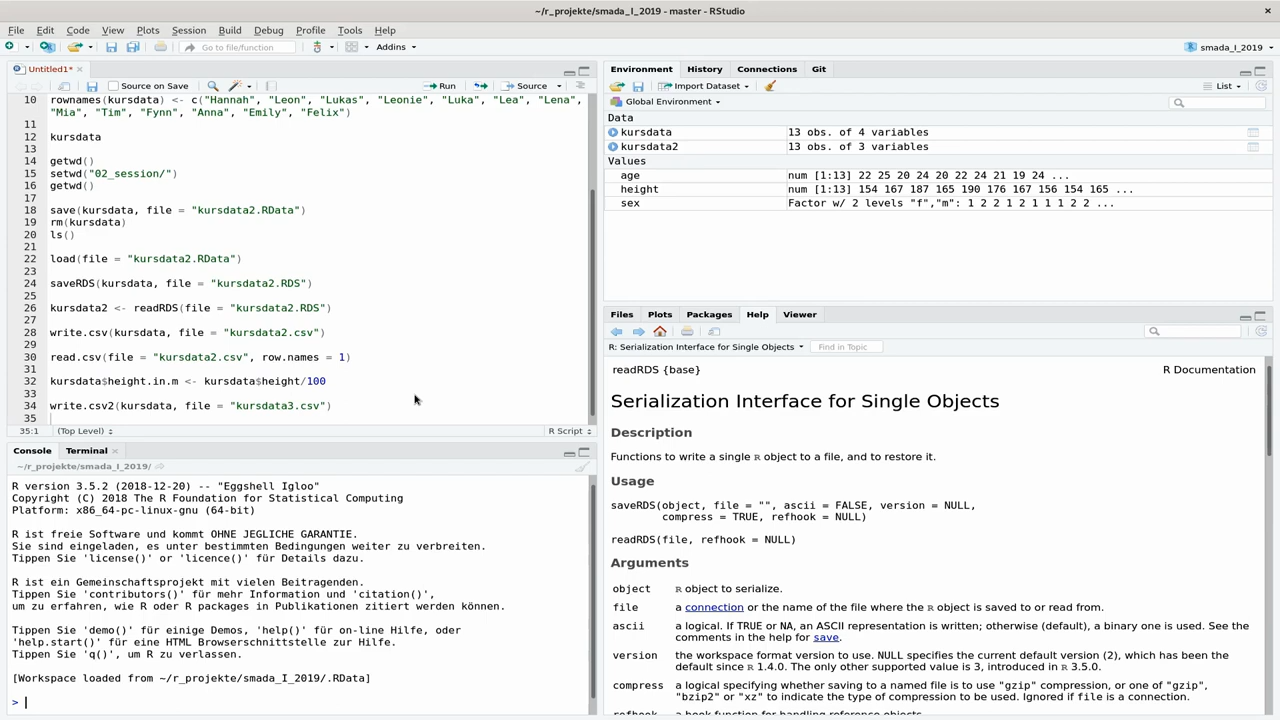 ~/r_projekte/smada_I_2019 - master - RStudio
File Edit Code View Plots Session Build Debug Profile Tools Help
Go to file/function Addins smada_I_2019
Untitled1*
Source on Save Run Source
10 rownames(kursdata) <- c("Hannah", "Leon", "Lukas", "Leonie", "Luka", "Lea", "Lena",
"Mia", "Tim", "Fynn", "Anna", "Emily", "Felix")
11
12 kursdata
13
14 getwd()
15 setwd("02_session/")
16 getwd()
17
18 save(kursdata, file = "kursdata2.RData")
19 rm(kursdata)
20 ls()
21
22 load(file = "kursdata2.RData")
23
24 saveRDS(kursdata, file = "kursdata2.RDS")
25
26 kursdata2 <- readRDS(file = "kursdata2.RDS")
27
28 write.csv(kursdata, file = "kursdata2.csv")
29
30 read.csv(file = "kursdata2.csv", row.names = 1)
31
32 kursdata$height.in.m <- kursdata$height/100
33
34 write.csv2(kursdata, file = "kursdata3.csv")
35
35:1 (Top Level) R Script
Console Terminal
~/r_projekte/smada_I_2019/
R version 3.5.2 (2018-12-20) -- "Eggshell Igloo"
Copyright (C) 2018 The R Foundation for Statistical Computing
Platform: x86_64-pc-linux-gnu (64-bit)
R ist freie Software und kommt OHNE JEGLICHE GARANTIE.
Sie sind eingeladen, es unter bestimmten Bedingungen weiter zu verbreiten.
Tippen Sie 'license()' or 'licence()' für Details dazu.
R ist ein Gemeinschaftsprojekt mit vielen Beitragenden.
Tippen Sie 'contributors()' für mehr Information und 'citation()',
um zu erfahren, wie R oder R packages in Publikationen zitiert werden können.
Tippen Sie 'demo()' für einige Demos, 'help()' für on-line Hilfe, oder
'help.start()' für eine HTML Browserschnittstelle zur Hilfe.
Tippen Sie 'q()', um R zu verlassen.
[Workspace loaded from ~/r_projekte/smada_I_2019/.RData]
>
Environment History Connections Git
Import Dataset List
Global Environment
Data
kursdata 13 obs. of 4 variables
kursdata2 13 obs. of 3 variables
Values
age num [1:13] 22 25 20 24 20 22 24 21 19 24 ...
height num [1:13] 154 167 187 165 190 176 167 156 154 165 ...
sex Factor w/ 2 levels "f","m": 1 2 2 1 2 1 1 1 2 2 ...
Files Plots Packages Help Viewer
R: Serialization Interface for Single Objects Find in Topic
readRDS {base} R Documentation
Serialization Interface for Single Objects
Description
Functions to write a single R object to a file, and to restore it.
Usage
saveRDS(object, file = "", ascii = FALSE, version = NULL,
compress = TRUE, refhook = NULL)
readRDS(file, refhook = NULL)
Arguments
object R object to serialize.
file a connection or the name of the file where the R object is saved to or read from.
ascii a logical. If TRUE or NA, an ASCII representation is written; otherwise (default), a binary one is used. See the
comments in the help for save.
version the workspace format version to use. NULL specifies the current default version (2), which has been the
default since R 1.4.0. The only other supported value is 3, introduced in R 3.5.0.
compress a logical specifying whether saving to a named file is to use "gzip" compression, or one of "gzip",
"bzip2" or "xz" to indicate the type of compression to be used. Ignored if file is a connection.
refhook a hook function for handling reference objects.